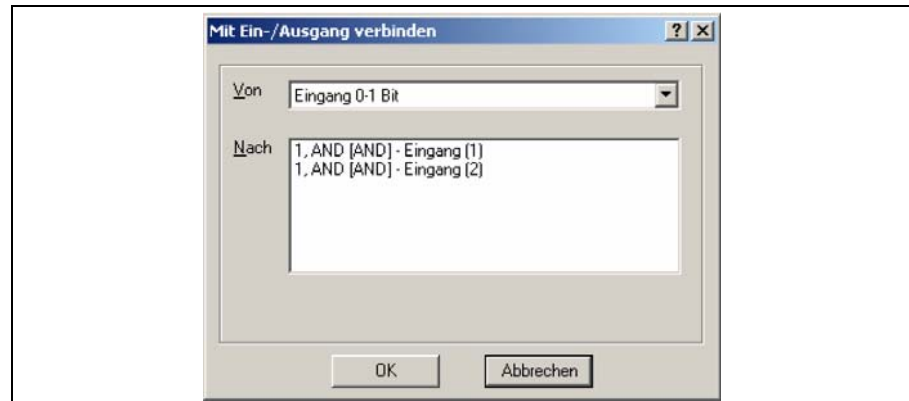 Mit Ein-/Ausgang verbinden
Von
Eingang 0-1 Bit
Nach
1, AND [AND] - Eingang (1)
1, AND [AND] - Eingang (2)
OK
Abbrechen